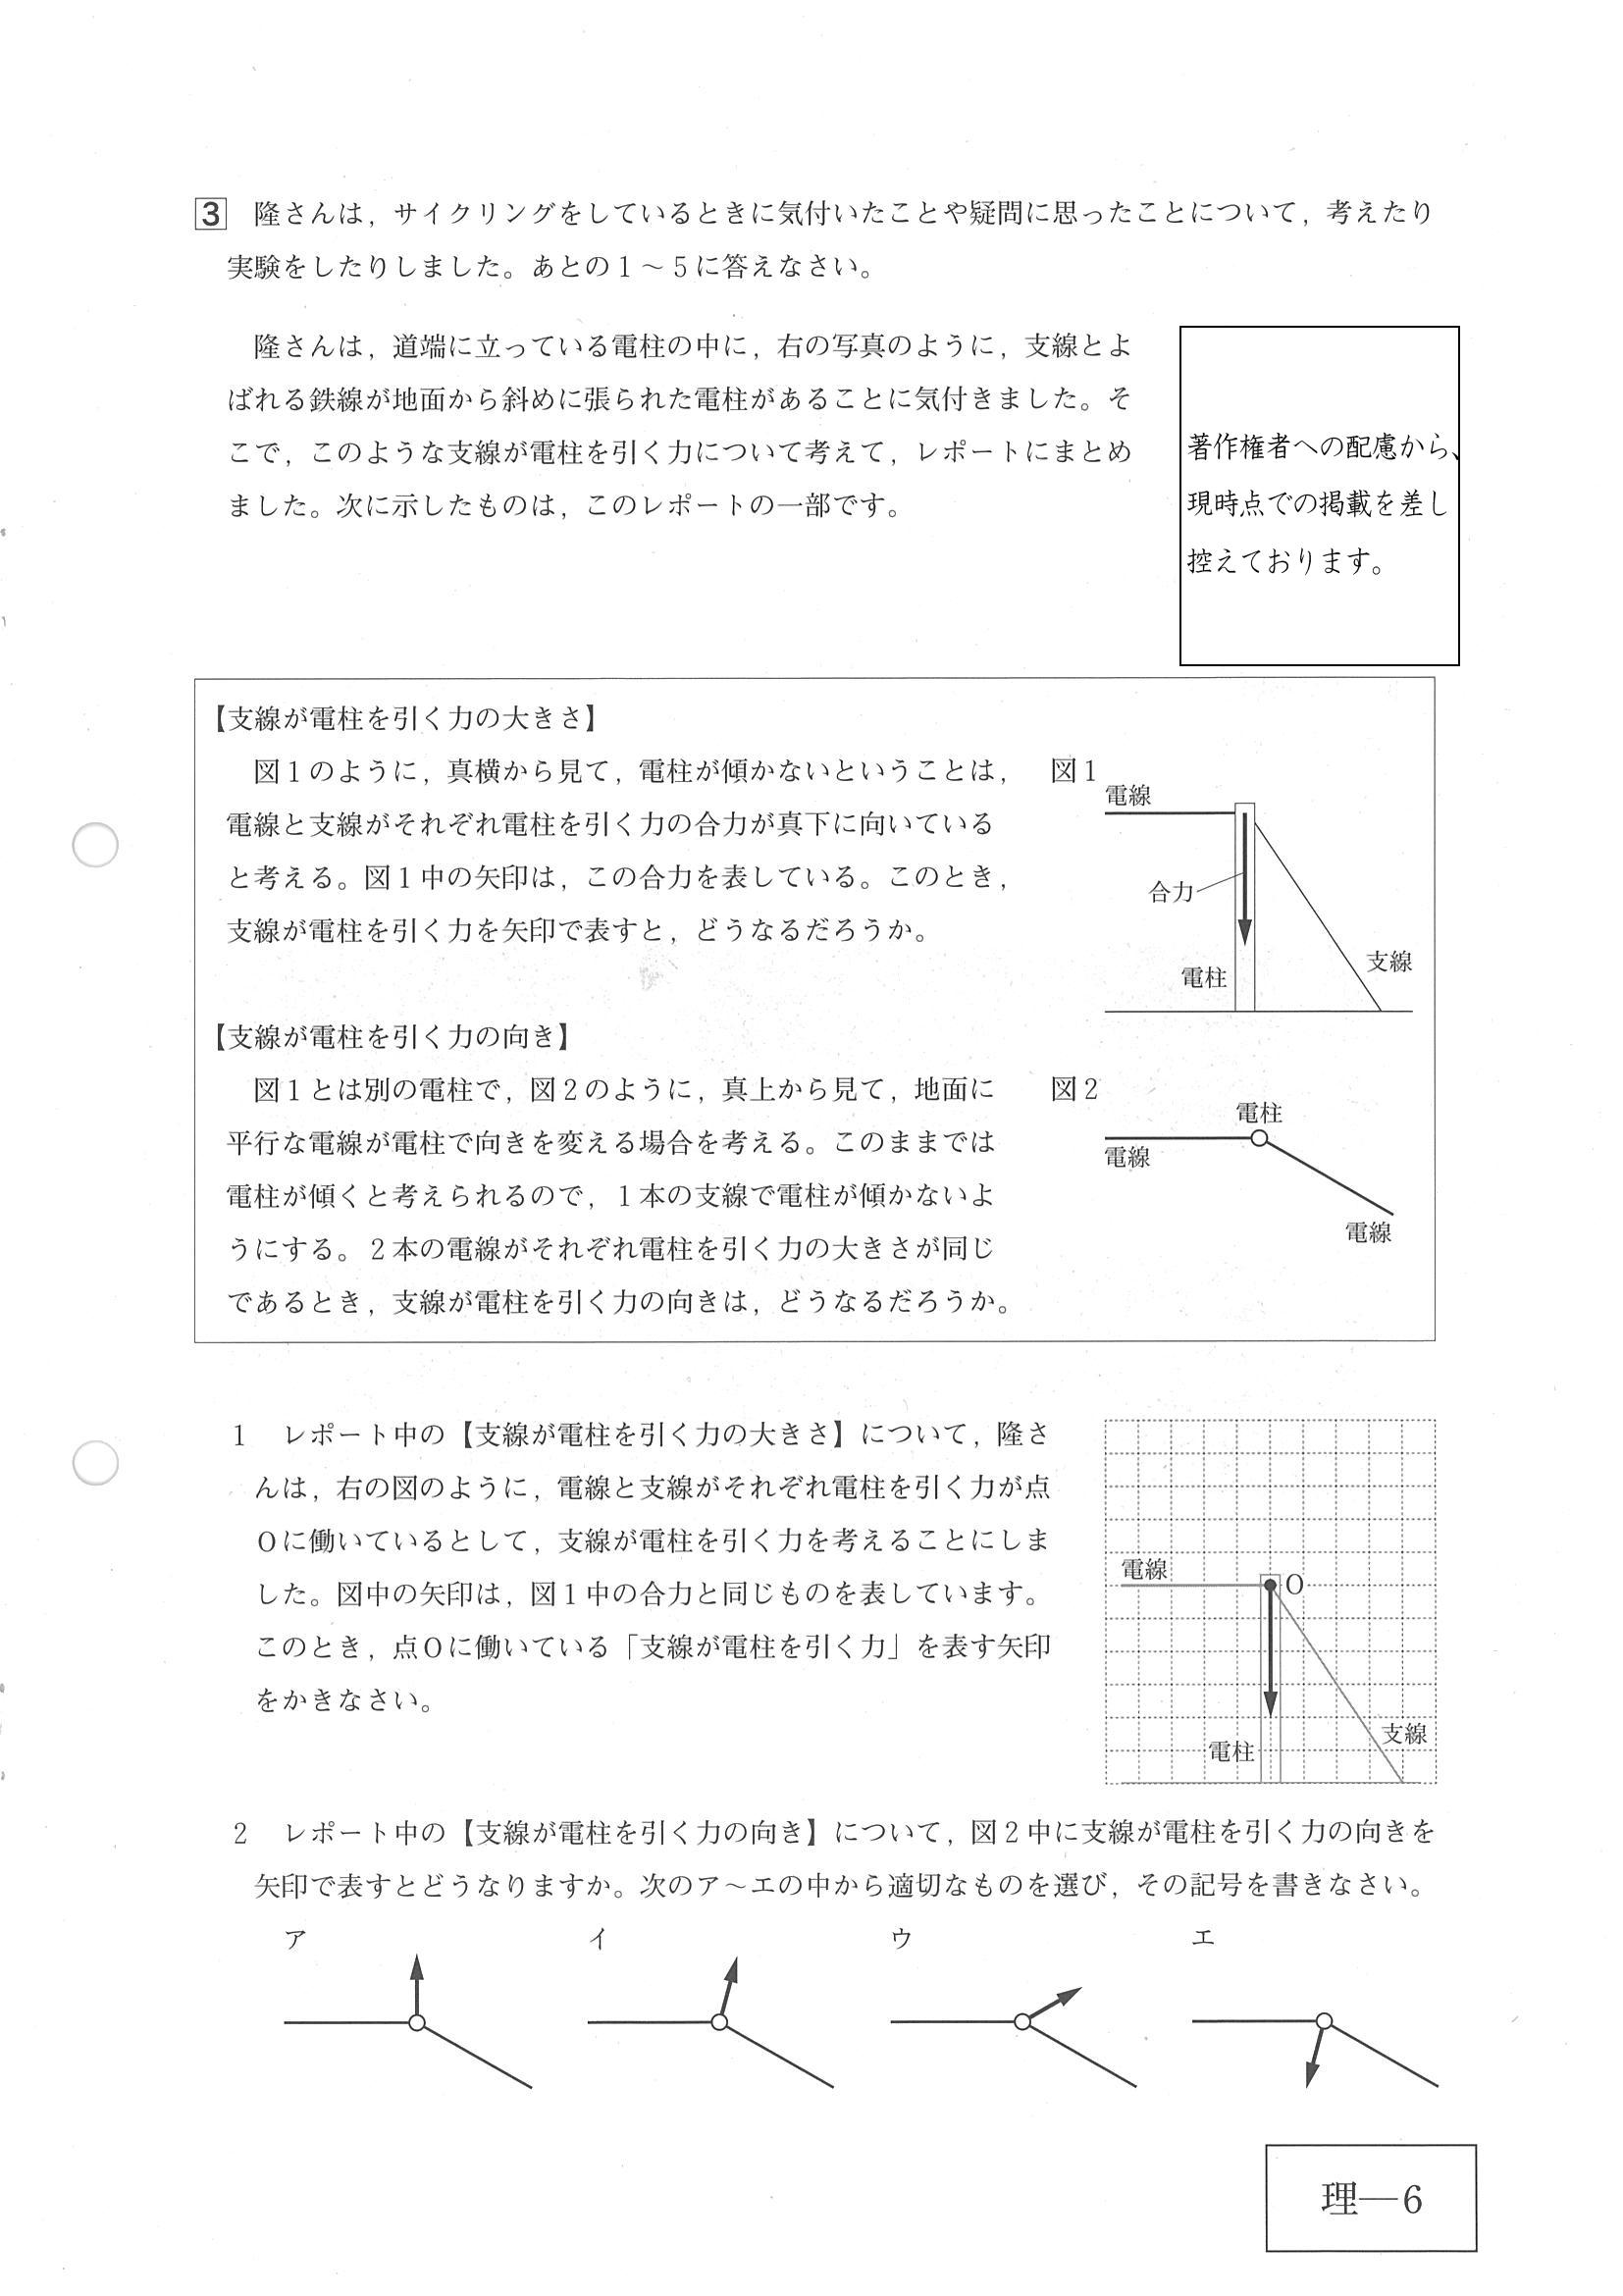 3 隆さんは，サイクリングをしているときに気付いたことや疑問に思ったことについて，考えたり
実験をしたりしました。あとの１～５に答えなさい。
隆さんは，道端に立っている電柱の中に，右の写真のように，支線とよ
ばれる鉄線が地面から斜めに張られた電柱があることに気付きました。そ
こで，このような支線が電柱を引く力について考えて，レポートにまとめ
ました。次に示したものは，このレポートの一部です。
著作権者への配慮から、
現時点での掲載を差し
控えております。
【支線が電柱を引く力の大きさ】
図１のように，真横から見て，電柱が傾かないということは，
電線と支線がそれぞれ電柱を引く力の合力が真下に向いている
と考える。図１中の矢印は，この合力を表している。このとき，
支線が電柱を引く力を矢印で表すと，どうなるだろうか。
図１
電線
合力
支線
電柱
【支線が電柱を引く力の向き】
図１とは別の電柱で，図２のように，真上から見て，地面に
平行な電線が電柱で向きを変える場合を考える。このままでは
電柱が傾くと考えられるので，１本の支線で電柱が傾かないよ
うにする。２本の電線がそれぞれ電柱を引く力の大きさが同じ
であるとき，支線が電柱を引く力の向きは，どうなるだろうか。
図２
電柱
電線
電線
１ レポート中の【支線が電柱を引く力の大きさ】について，隆さ
んは，右の図のように，電線と支線がそれぞれ電柱を引く力が点
Oに働いているとして，支線が電柱を引く力を考えることにしま
した。図中の矢印は，図１中の合力と同じものを表しています。
このとき，点Oに働いている「支線が電柱を引く力」を表す矢印
をかきなさい。
電線
O
支線
電柱
２ レポート中の【支線が電柱を引く力の向き】について，図２中に支線が電柱を引く力の向きを
矢印で表すとどうなりますか。次のア～エの中から適切なものを選び，その記号を書きなさい。
ア イ ウ エ
理―6